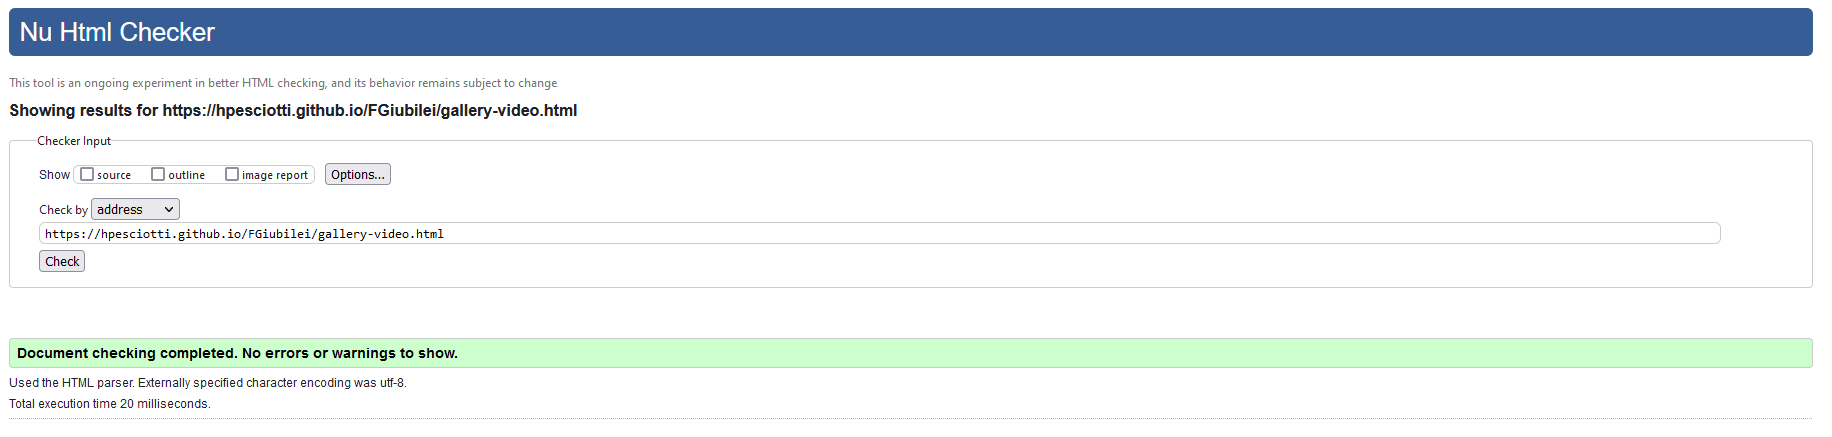 Nu Html Checker
This tool is an ongoing experiment in better HTML checking, and its behavior remains subject to change
Showing results for https://hpesciotti.github.io/FGiubilei/gallery-video.html
Checker Input
Show source outline image report Options...
Check by address
https://hpesciotti.github.io/FGiubilei/gallery-video.html
Check
Document checking completed. No errors or warnings to show.
Used the HTML parser. Externally specified character encoding was utf-8.
Total execution time 20 milliseconds.